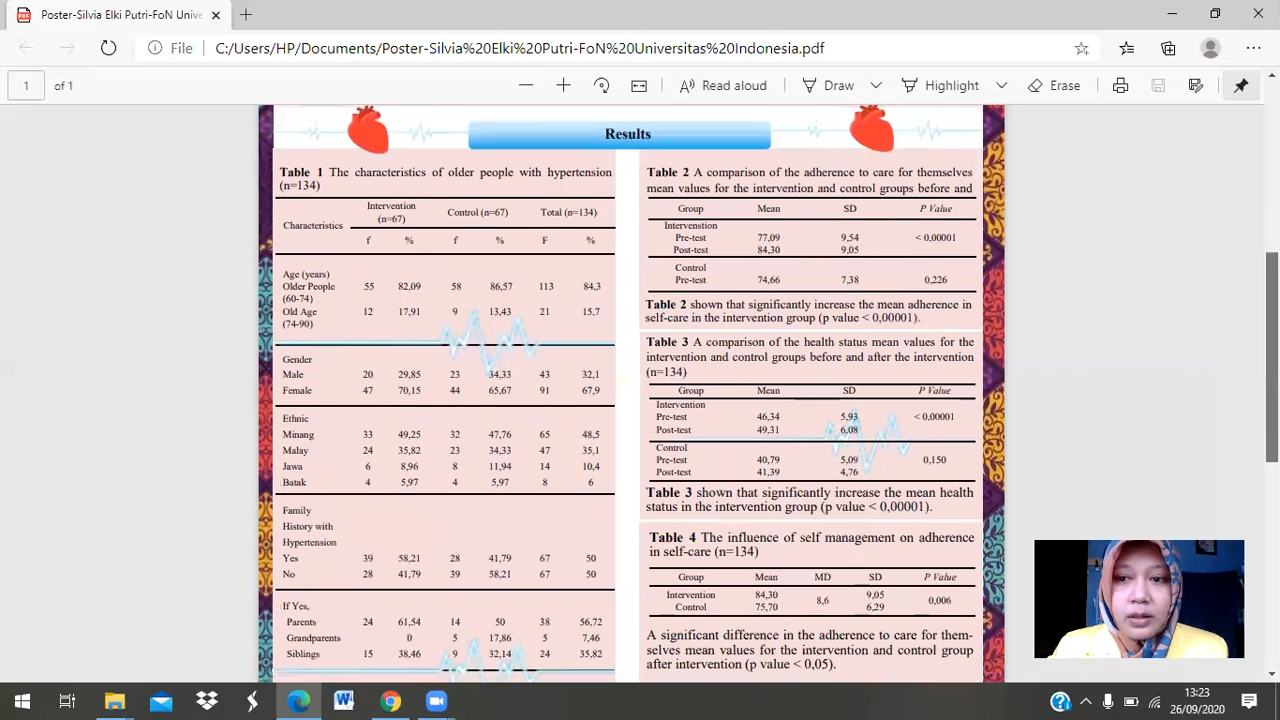 Poster-Silvia Elki Putri-FoN Unive
File
C:/Users/HP/Documents/Poster-Silvia%20Elki%20Putri-FoN%20Universitas%20Indonesia.pdf
1 of 1
Read aloud
Draw
Highlight
Erase
Results
Table 1 The characteristics of older people with hypertension
(n=134)
Characteristics Intervention (n=67) Control (n=67) Total (n=134)
f % f % F %
Age (years)
Older People (60-74) 55 82,09 58 86,57 113 84,3
Old Age (74-90) 12 17,91 9 13,43 21 15,7
Gender
Male 20 29,85 23 34,33 43 32,1
Female 47 70,15 44 65,67 91 67,9
Ethnic
Minang 33 49,25 32 47,76 65 48,5
Malay 24 35,82 23 34,33 47 35,1
Jawa 6 8,96 8 11,94 14 10,4
Batak 4 5,97 4 5,97 8 6
Family
History with
Hypertension
Yes 39 58,21 28 41,79 67 50
No 28 41,79 39 58,21 67 50
If Yes,
Parents 24 61,54 14 50 38 56,72
Grandparents 0 5 17,86 5 7,46
Siblings 15 38,46 9 32,14 24 35,82
Table 2 A comparison of the adherence to care for themselves
mean values for the intervention and control groups before and
Group Mean SD P Value
Intervenstion
Pre-test 77,09 9,54 < 0,00001
Post-test 84,30 9,05
Control
Pre-test 74,66 7,38 0,226
Table 2 shown that significantly increase the mean adherence in
self-care in the intervention group (p value < 0,00001).
Table 3 A comparison of the health status mean values for the
intervention and control groups before and after the intervention
(n=134)
Group Mean SD P Value
Intervention
Pre-test 46,34 5,93 < 0,00001
Post-test 49,31 6,08
Control
Pre-test 40,79 5,09 0,150
Post-test 41,39 4,76
Table 3 shown that significantly increase the mean health
status in the intervention group (p value < 0,00001).
Table 4 The influence of self management on adherence
in self-care (n=134)
Group Mean MD SD P Value
Intervention 84,30 8,6 9,05 0,006
Control 75,70 6,29
A significant difference in the adherence to care for them-
selves mean values for the intervention and control group
after intervention (p value < 0,05).
13:23
26/09/2020